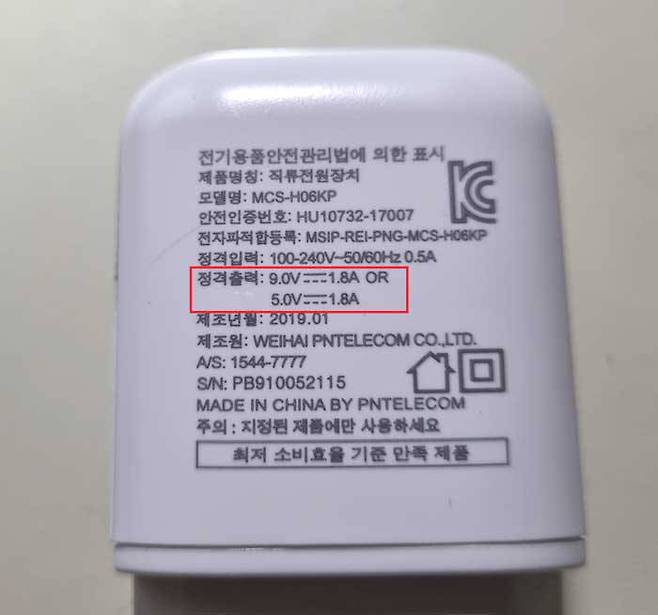 전기용품안전관리법에 의한 표시
제품명칭: 직류전원장치
모델명: MCS-H06KP
안전인증번호: HU10732-17007
전자파적합등록: MSIP-REI-PNG-MCS-H06KP
정격입력: 100-240V~50/60Hz 0.5A
정격출력: 9.0V⎓1.8A OR
5.0V⎓1.8A
제조년월: 2019.01
제조원: WEIHAI PNTELECOM CO.,LTD.
A/S: 1544-7777
S/N: PB910052115
MADE IN CHINA BY PNTELECOM
주의 : 지정된 제품에만 사용하세요
최저 소비효율 기준 만족 제품